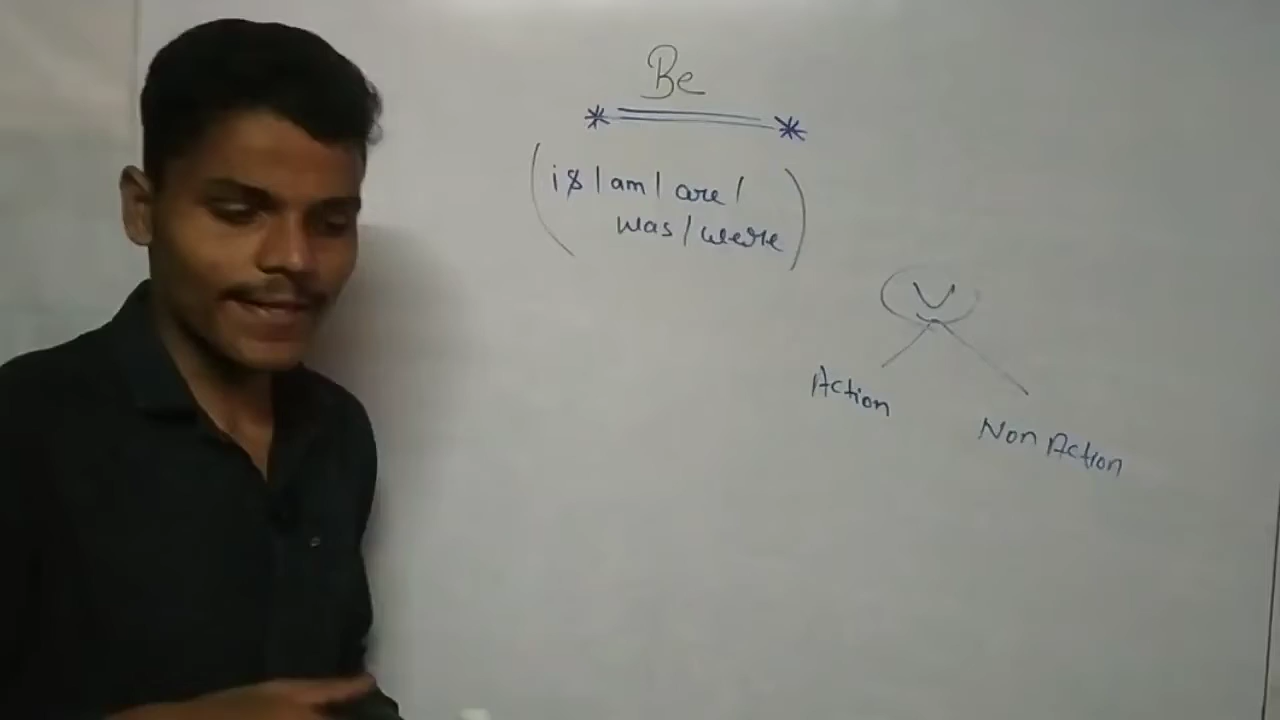 Be
(is/am/are/
was/were)
V
Action
Non Action